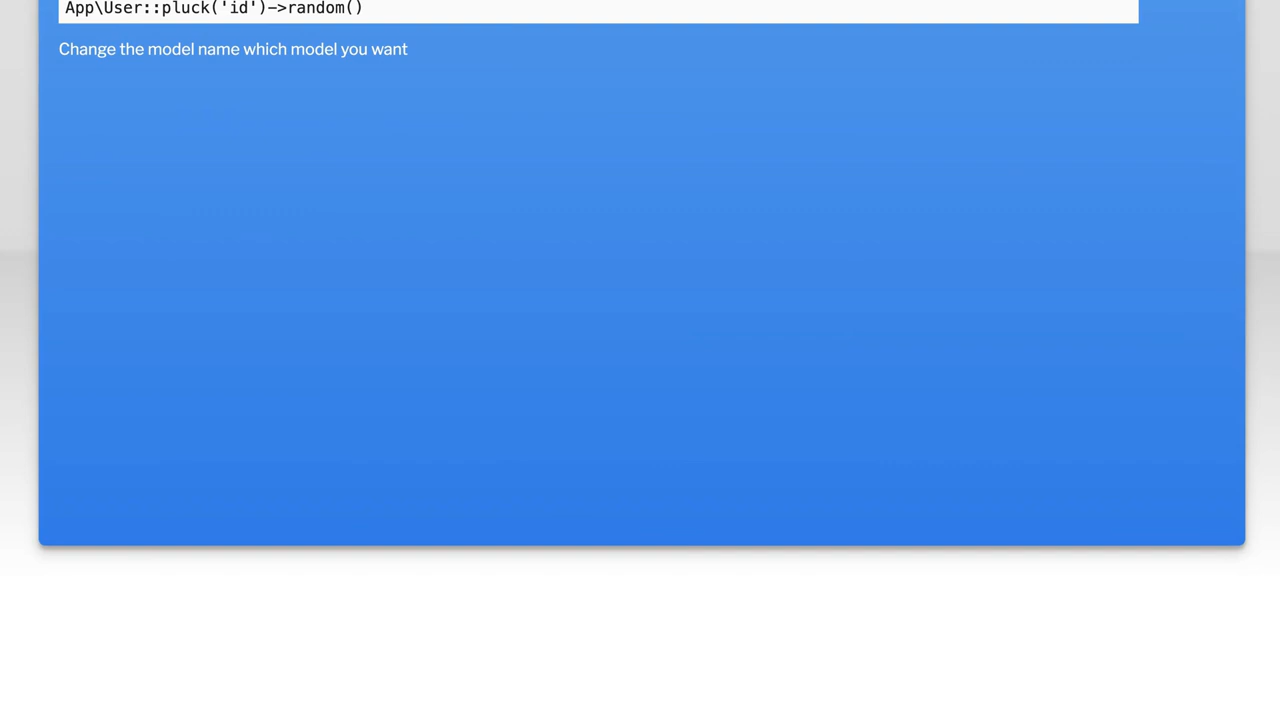 App\User::pluck('id')->random()
Change the model name which model you want